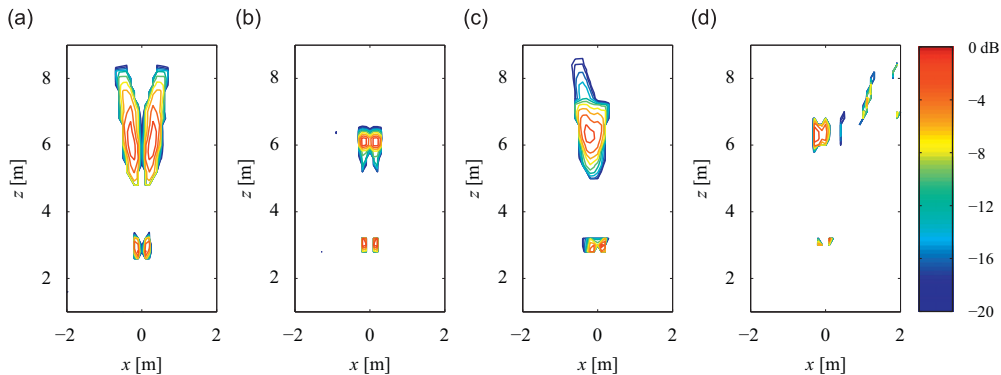 (a) (b) (c) (d)
z [m] z [m] z [m] z [m]
8 8 8 8
6 6 6 6
4 4 4 4
2 2 2 2
−2 0 2 −2 0 2 −2 0 2 −2 0 2
x [m] x [m] x [m] x [m]
0 dB
−4
−8
−12
−16
−20